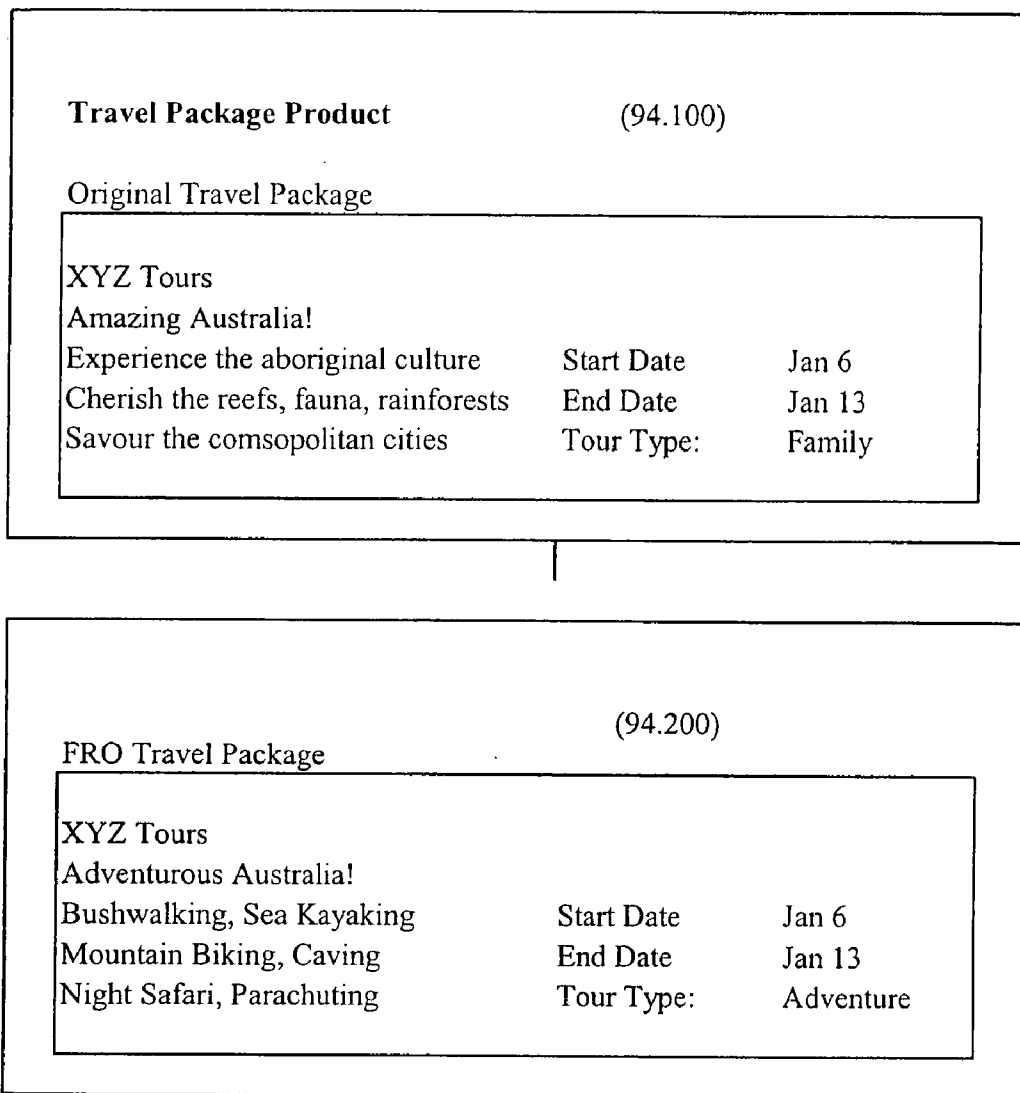 Travel Package Product (94.100)
Original Travel Package
XYZ Tours
Amazing Australia!
Experience the aboriginal culture Start Date Jan 6
Cherish the reefs, fauna, rainforests End Date Jan 13
Savour the comsopolitan cities Tour Type: Family
(94.200)
FRO Travel Package
XYZ Tours
Adventurous Australia!
Bushwalking, Sea Kayaking Start Date Jan 6
Mountain Biking, Caving End Date Jan 13
Night Safari, Parachuting Tour Type: Adventure